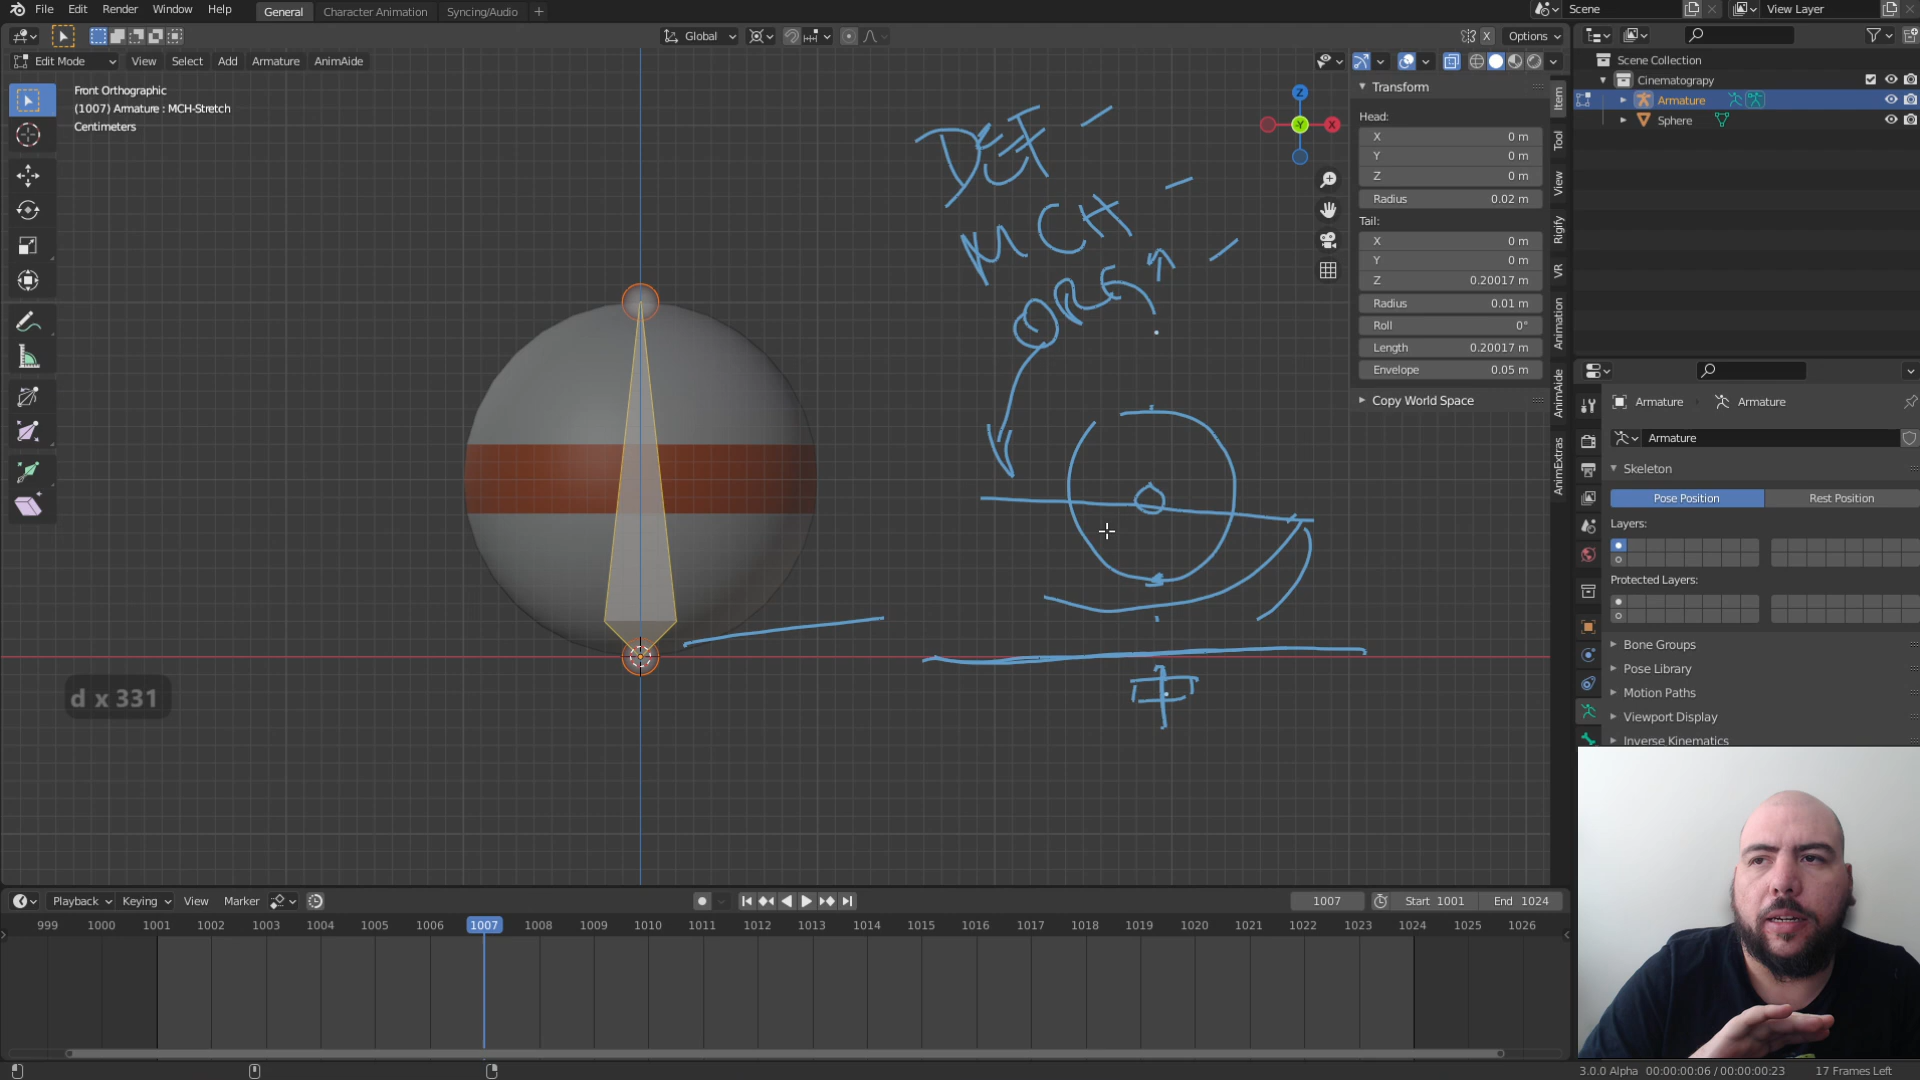 File Edit Render Window Help General Character Animation Syncing/Audio + Scene View Layer
Global Options
Edit Mode View Select Add Armature AnimAide
Front Orthographic
(1007) Armature : MCH-Stretch
Centimeters
DEF -
MCH -
ORG -
Z
Y
X
Transform
Head:
X 0 m
Y 0 m
Z 0 m
Radius 0.02 m
Tail:
X 0 m
Y 0 m
Z 0.20017 m
Radius 0.01 m
Roll 0°
Length 0.20017 m
Envelope 0.05 m
Copy World Space
Item
Tool
View
Rigify
VR
Animation
AnimAide
AnimExtras
Scene Collection
Cinematograpy
Armature
Sphere
Armature Armature
Armature
Skeleton
Pose Position Rest Position
Layers:
Protected Layers:
Bone Groups
Pose Library
Motion Paths
Viewport Display
Inverse Kinematics
d x 331
Playback Keying View Marker 1007 Start 1001 End 1024
999 1000 1001 1002 1003 1004 1005 1006 1007 1008 1009 1010 1011 1012 1013 1014 1015 1016 1017 1018 1019 1020 1021 1022 1023 1024 1025 1026
3.0.0 Alpha 00:00:00:06 / 00:00:00:23 17 Frames Left